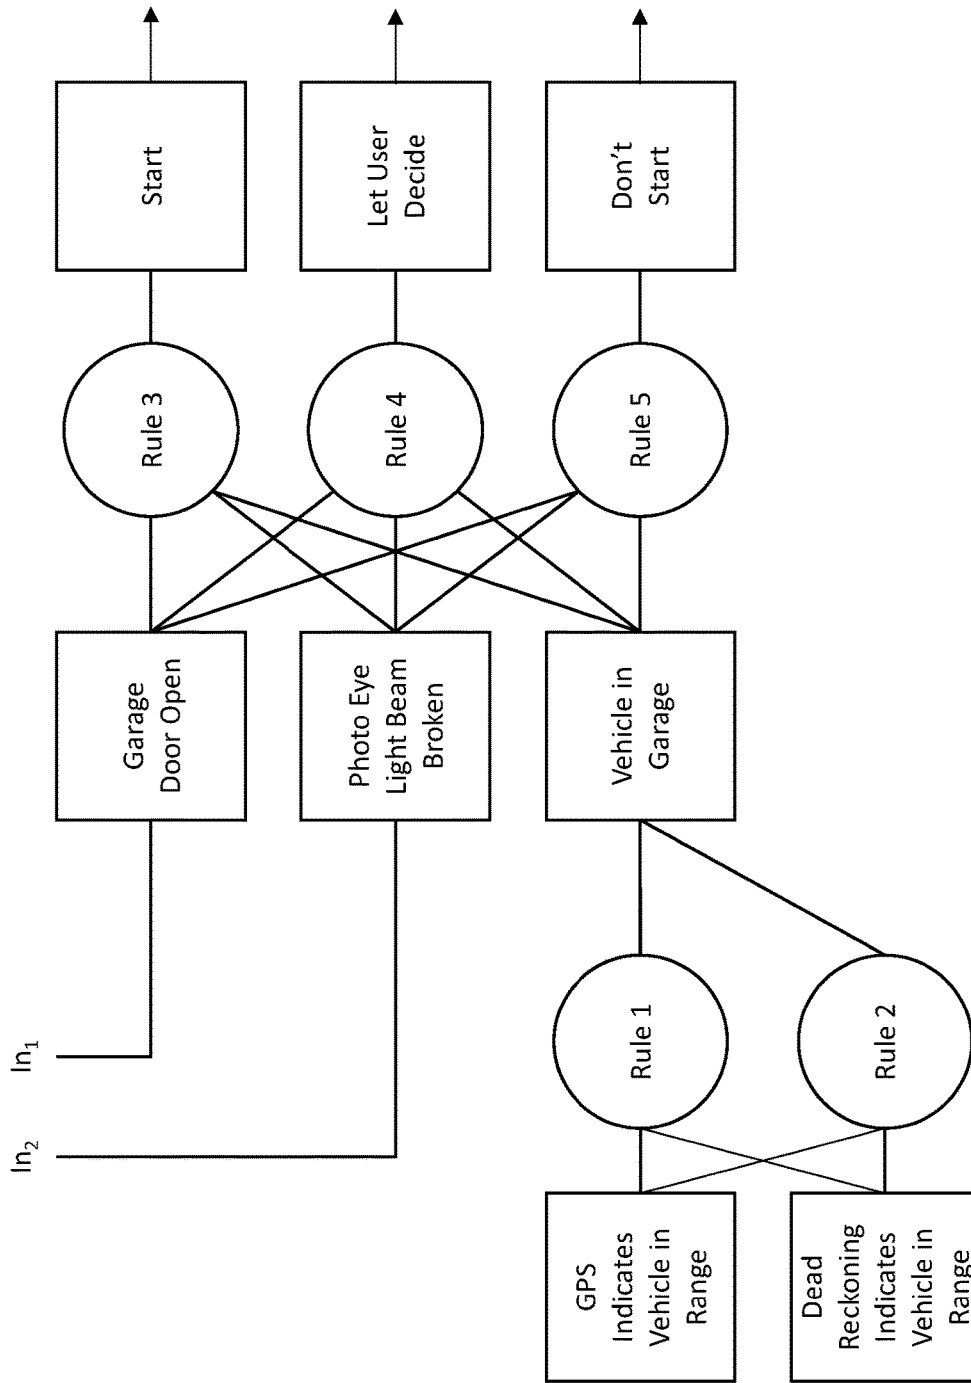 In₁
In₂
GPS
Indicates
Vehicle in
Range
Dead
Reckoning
Indicates
Vehicle in
Range
Rule 1
Rule 2
Garage
Door Open
Photo Eye
Light Beam
Broken
Vehicle in
Garage
Rule 3
Rule 4
Rule 5
Start
Let User
Decide
Don't
Start